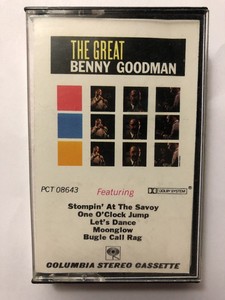 THE GREAT
BENNY GOODMAN
PCT 08643
Featuring
DOLBY SYSTEM
Stompin' At The Savoy
One O'Clock Jump
Let's Dance
Moonglow
Bugle Call Rag
COLUMBIA STEREO CASSETTE